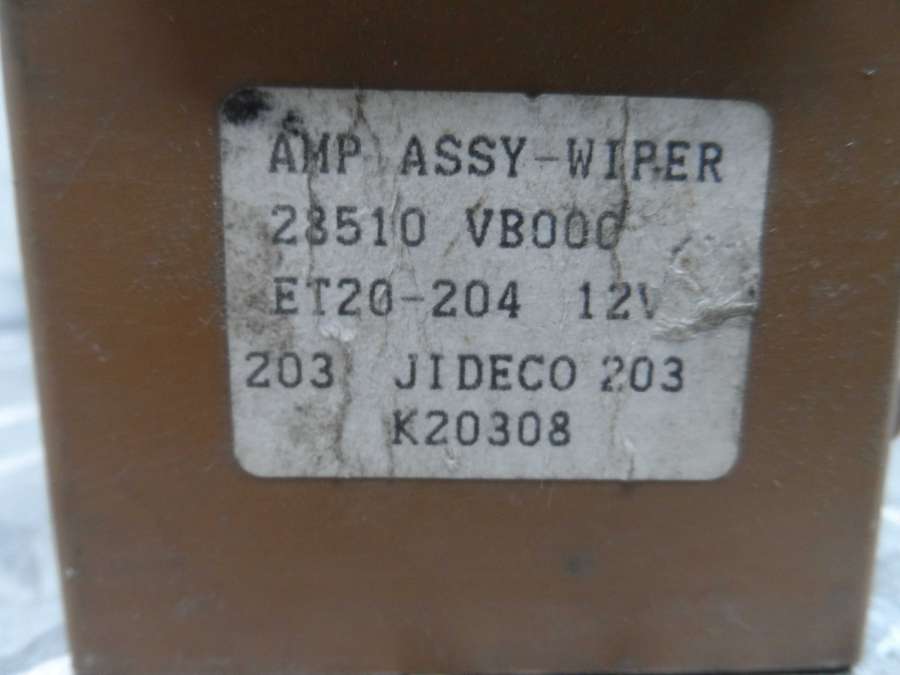 AMP ASSY-WIPER
28510 VB000
ET20-204 12V
203 JIDECO 203
K20308